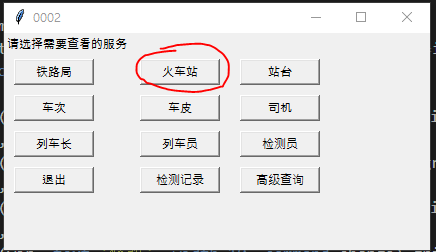 0002
请选择需要查看的服务
铁路局 火车站 站台
车次 车皮 司机
列车长 列车员 检测员
退出 检测记录 高级查询